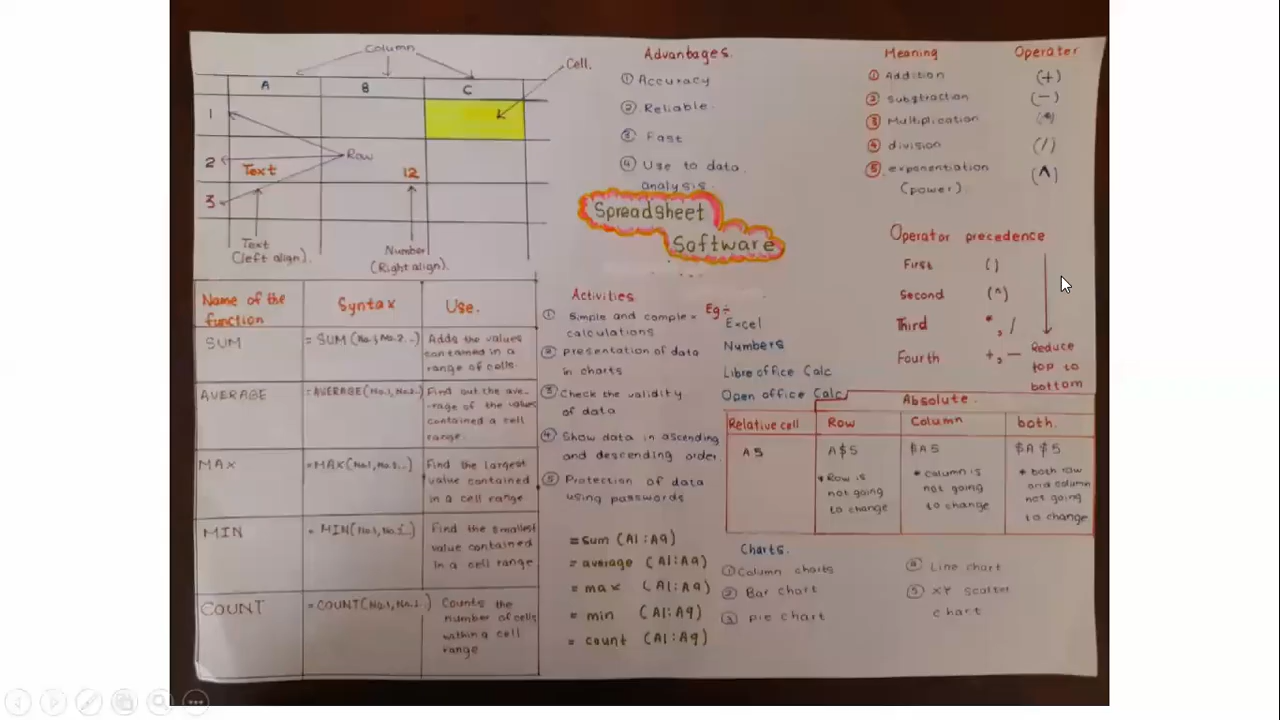 Column
Cell.
A B C
1
2
3
Row
Text
12
Text
(left align).
Number
(Right align).
Advantages.
① Accuracy
② Reliable.
③ Fast
④ Use to data
analysis.
Spreadsheet
Software
Meaning Operator
① Addition (+)
② Subtraction (-)
③ Multiplication (*)
④ division (/)
⑤ exponentiation (^)
(power)
Operator precedence
First ()
Second (^)
Third *, /
Fourth +, -
Reduce
top to
bottom
Name of the
function
Syntax
Use.
SUM
= SUM (No.1, No.2...)
Adds the values
contained in a
range of cells.
AVERAGE
=AVERAGE(No.1, No.2..)
Find out the ave-
rage of the values
contained a cell
range.
MAX
=MAX(No.1, No.2...)
Find the largest
value contained
in a cell range
MIN
= MIN(No.1, No.2..)
Find the smallest
value contained
in a cell range
COUNT
=COUNT(No.1, No.2..)
Counts the
number of cells
within a cell
range
Activities
① Simple and complex
calculations
② Presentation of data
in charts
③ Check the validity
of data
④ Show data in ascending
and descending order.
⑤ Protection of data
using passwords
Eg:-
Excel
Numbers
Libre office Calc
Open office Calc
= sum (A1:A9)
= average (A1:A9)
= max (A1:A9)
= min (A1:A9)
= count (A1:A9)
Absolute.
Relative cell Row Column both.
A5 A$5 $A5 $A$5
* Row is
not going
to change
* Column is
not going
to change
* both row
and column
not going
to change
Charts.
① Column charts
② Bar chart
③ Pie chart
④ Line chart
⑤ XY scatter
chart